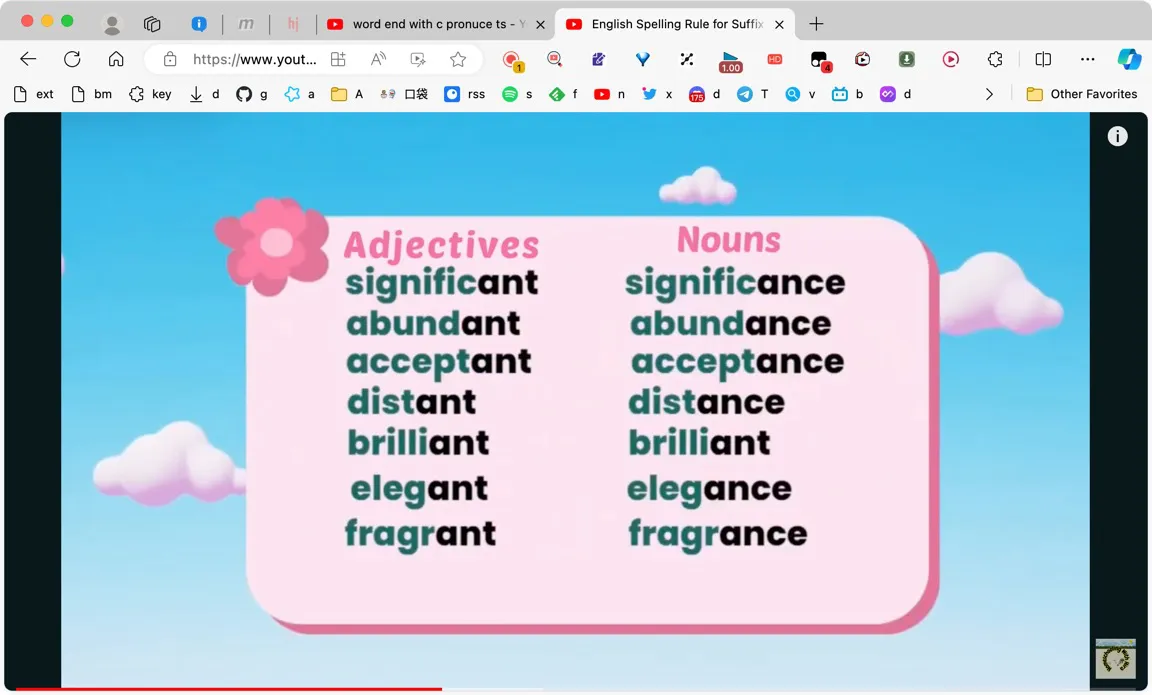 m
hj
word end with c pronuce ts - Y
English Spelling Rule for Suffix
https://www.yout...
1
1.00
HD
4
ext
bm
key
d
g
a
A
口袋
rss
s
f
n
x
175
d
T
v
b
d
Other Favorites
Adjectives
Nouns
significant
significance
abundant
abundance
acceptant
acceptance
distant
distance
brilliant
brilliant
elegant
elegance
fragrant
fragrance